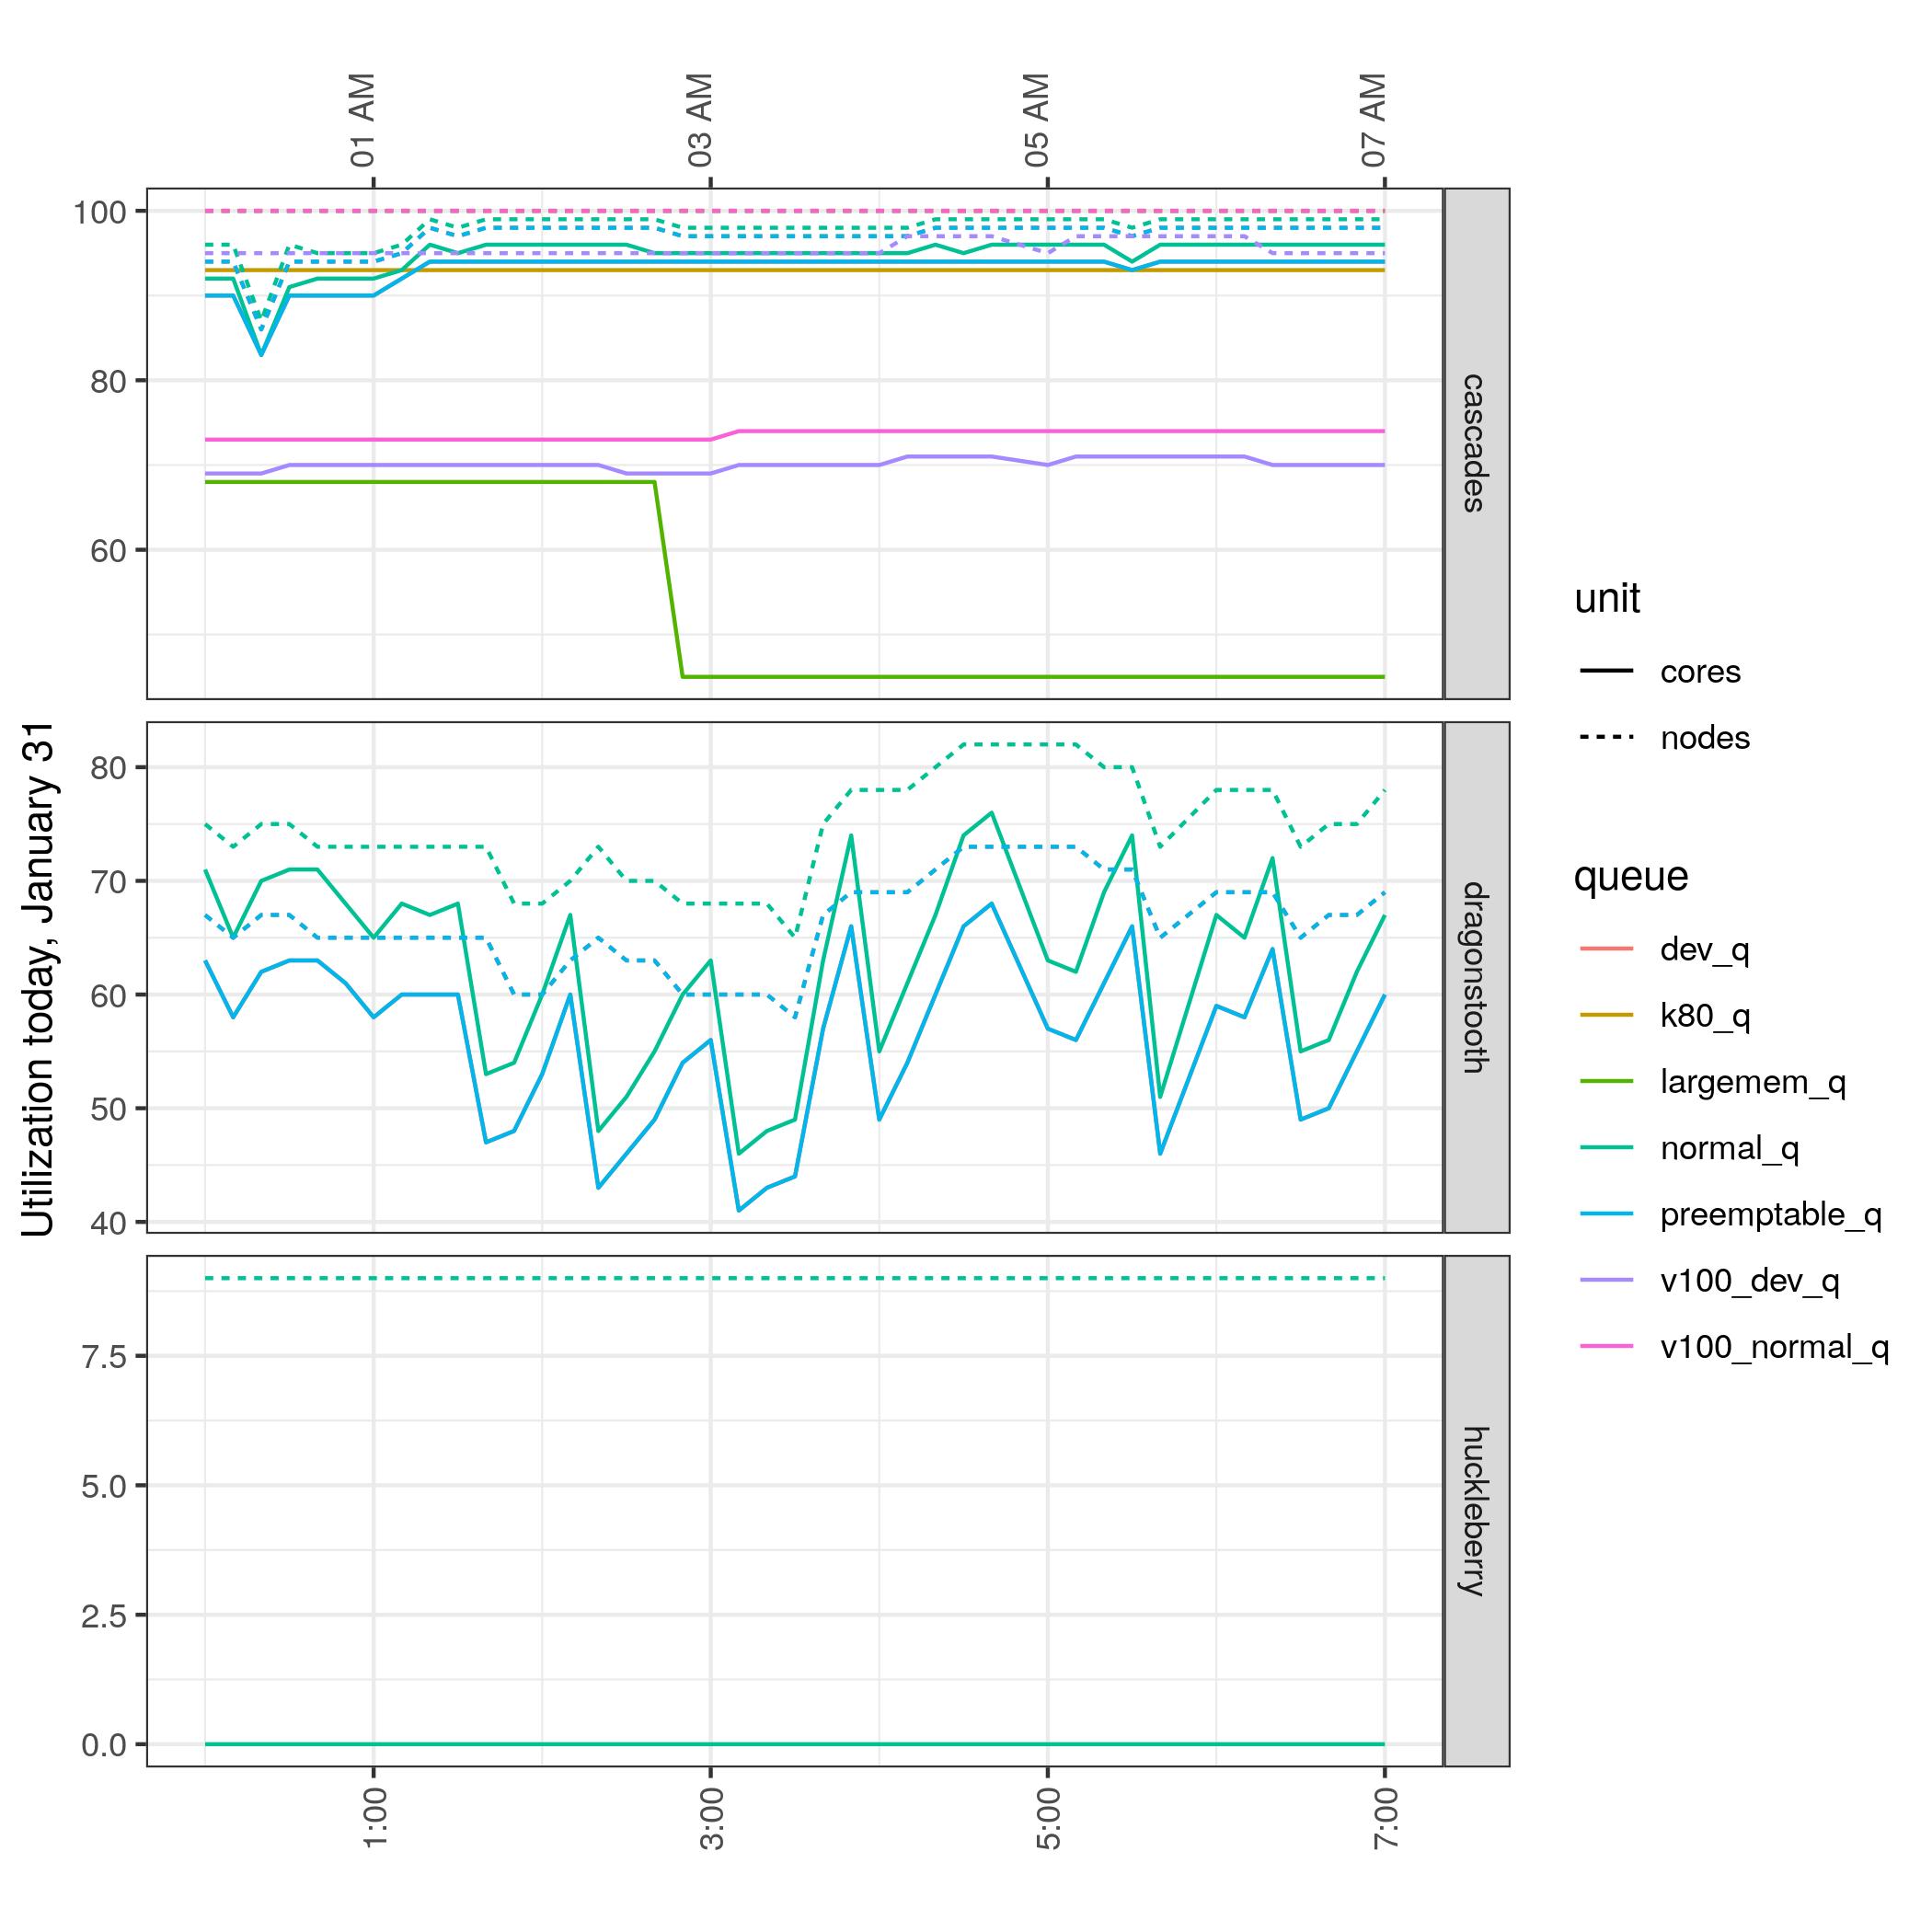 01 AM
03 AM
05 AM
07 AM
100
80
60
cascades
Utilization today, January 31
80
70
60
50
40
dragonstooth
7.5
5.0
2.5
0.0
huckleberry
1:00
3:00
5:00
7:00
unit
cores
nodes
queue
dev_q
k80_q
largemem_q
normal_q
preemptable_q
v100_dev_q
v100_normal_q